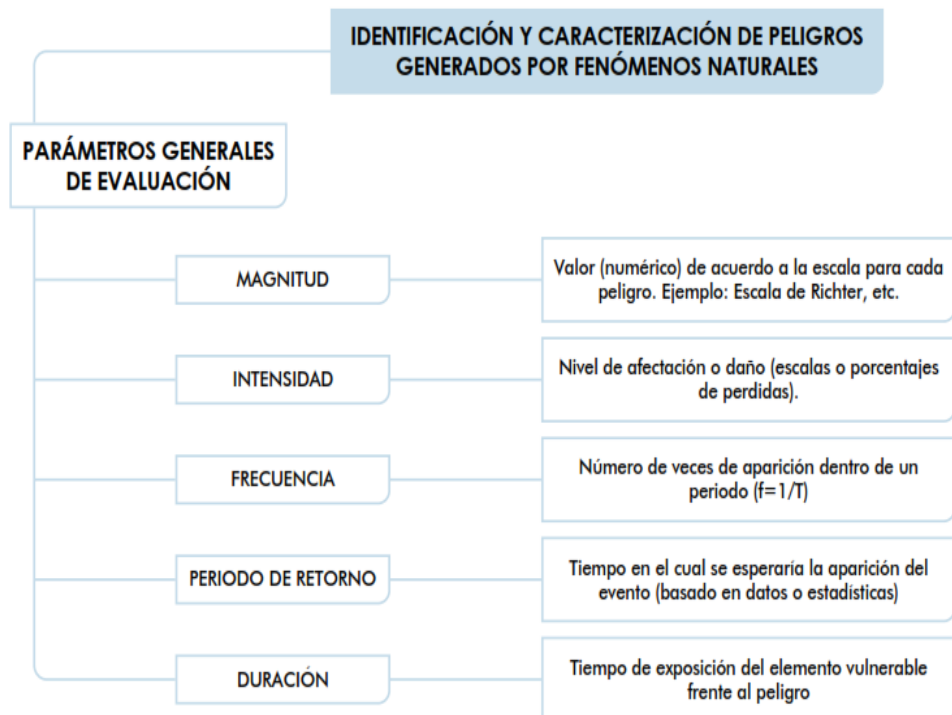 IDENTIFICACIÓN Y CARACTERIZACIÓN DE PELIGROS
GENERADOS POR FENÓMENOS NATURALES
PARÁMETROS GENERALES
DE EVALUACIÓN
MAGNITUD
Valor (numérico) de acuerdo a la escala para cada
peligro. Ejemplo: Escala de Richter, etc.
INTENSIDAD
Nivel de afectación o daño (escalas o porcentajes
de perdidas).
FRECUENCIA
Número de veces de aparición dentro de un
periodo (f=1/T)
PERIODO DE RETORNO
Tiempo en el cual se esperaría la aparición del
evento (basado en datos o estadísticas)
DURACIÓN
Tiempo de exposición del elemento vulnerable
frente al peligro